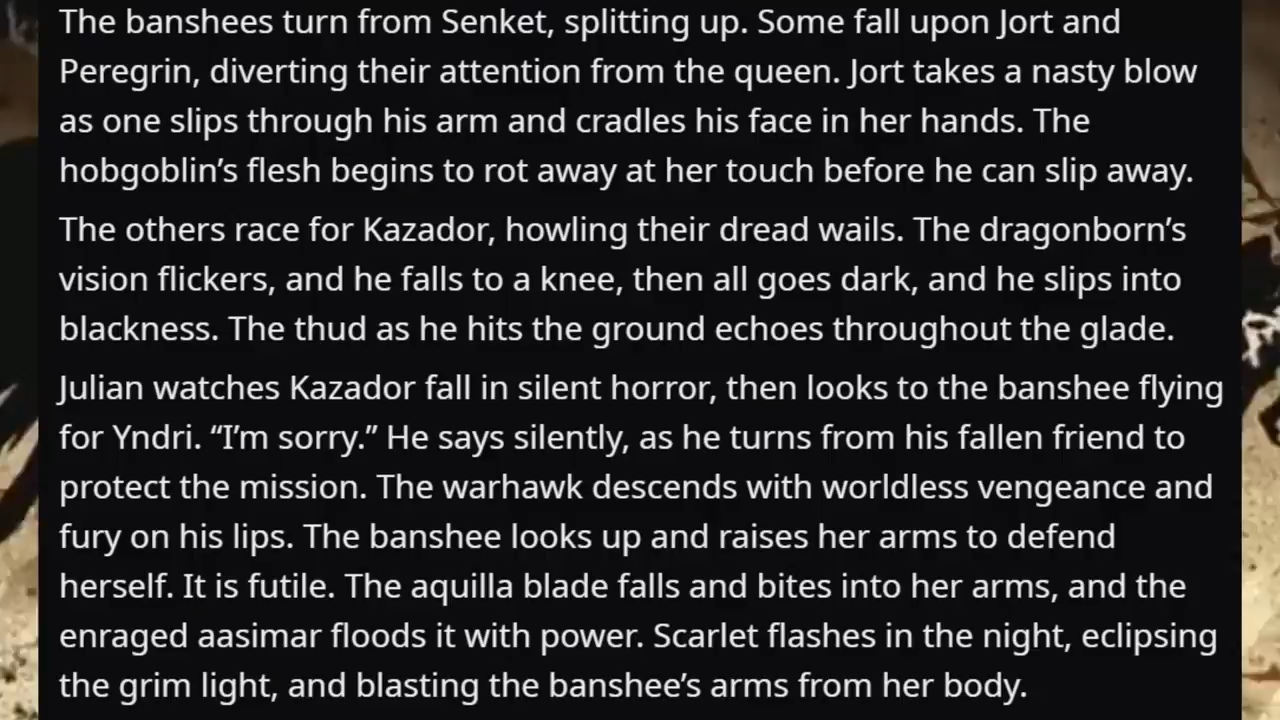 The banshees turn from Senket, splitting up. Some fall upon Jort and
Peregrin, diverting their attention from the queen. Jort takes a nasty blow
as one slips through his arm and cradles his face in her hands. The
hobgoblin’s flesh begins to rot away at her touch before he can slip away.
The others race for Kazador, howling their dread wails. The dragonborn’s
vision flickers, and he falls to a knee, then all goes dark, and he slips into
blackness. The thud as he hits the ground echoes throughout the glade.
Julian watches Kazador fall in silent horror, then looks to the banshee flying
for Yndri. “I’m sorry.” He says silently, as he turns from his fallen friend to
protect the mission. The warhawk descends with worldless vengeance and
fury on his lips. The banshee looks up and raises her arms to defend
herself. It is futile. The aquilla blade falls and bites into her arms, and the
enraged aasimar floods it with power. Scarlet flashes in the night, eclipsing
the grim light, and blasting the banshee’s arms from her body.